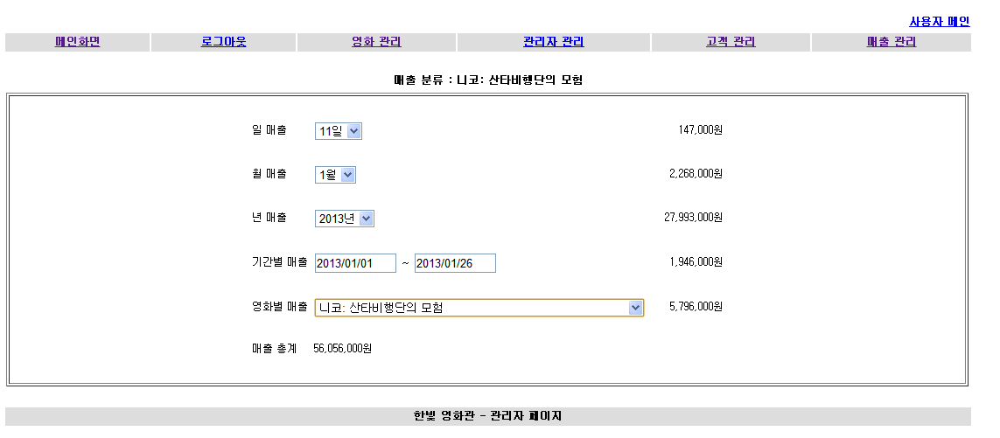 사용자 메인
메인화면 로그아웃 영화 관리 관리자 관리 고객 관리 매출 관리
매출 분류 : 니코: 산타비행단의 모험
일 매출 11일 147,000원
월 매출 1월 2,268,000원
년 매출 2013년 27,993,000원
기간별 매출 2013/01/01 ~ 2013/01/26 1,946,000원
영화별 매출 니코: 산타비행단의 모험 5,796,000원
매출 총계 56,056,000원
한빛 영화관 - 관리자 페이지